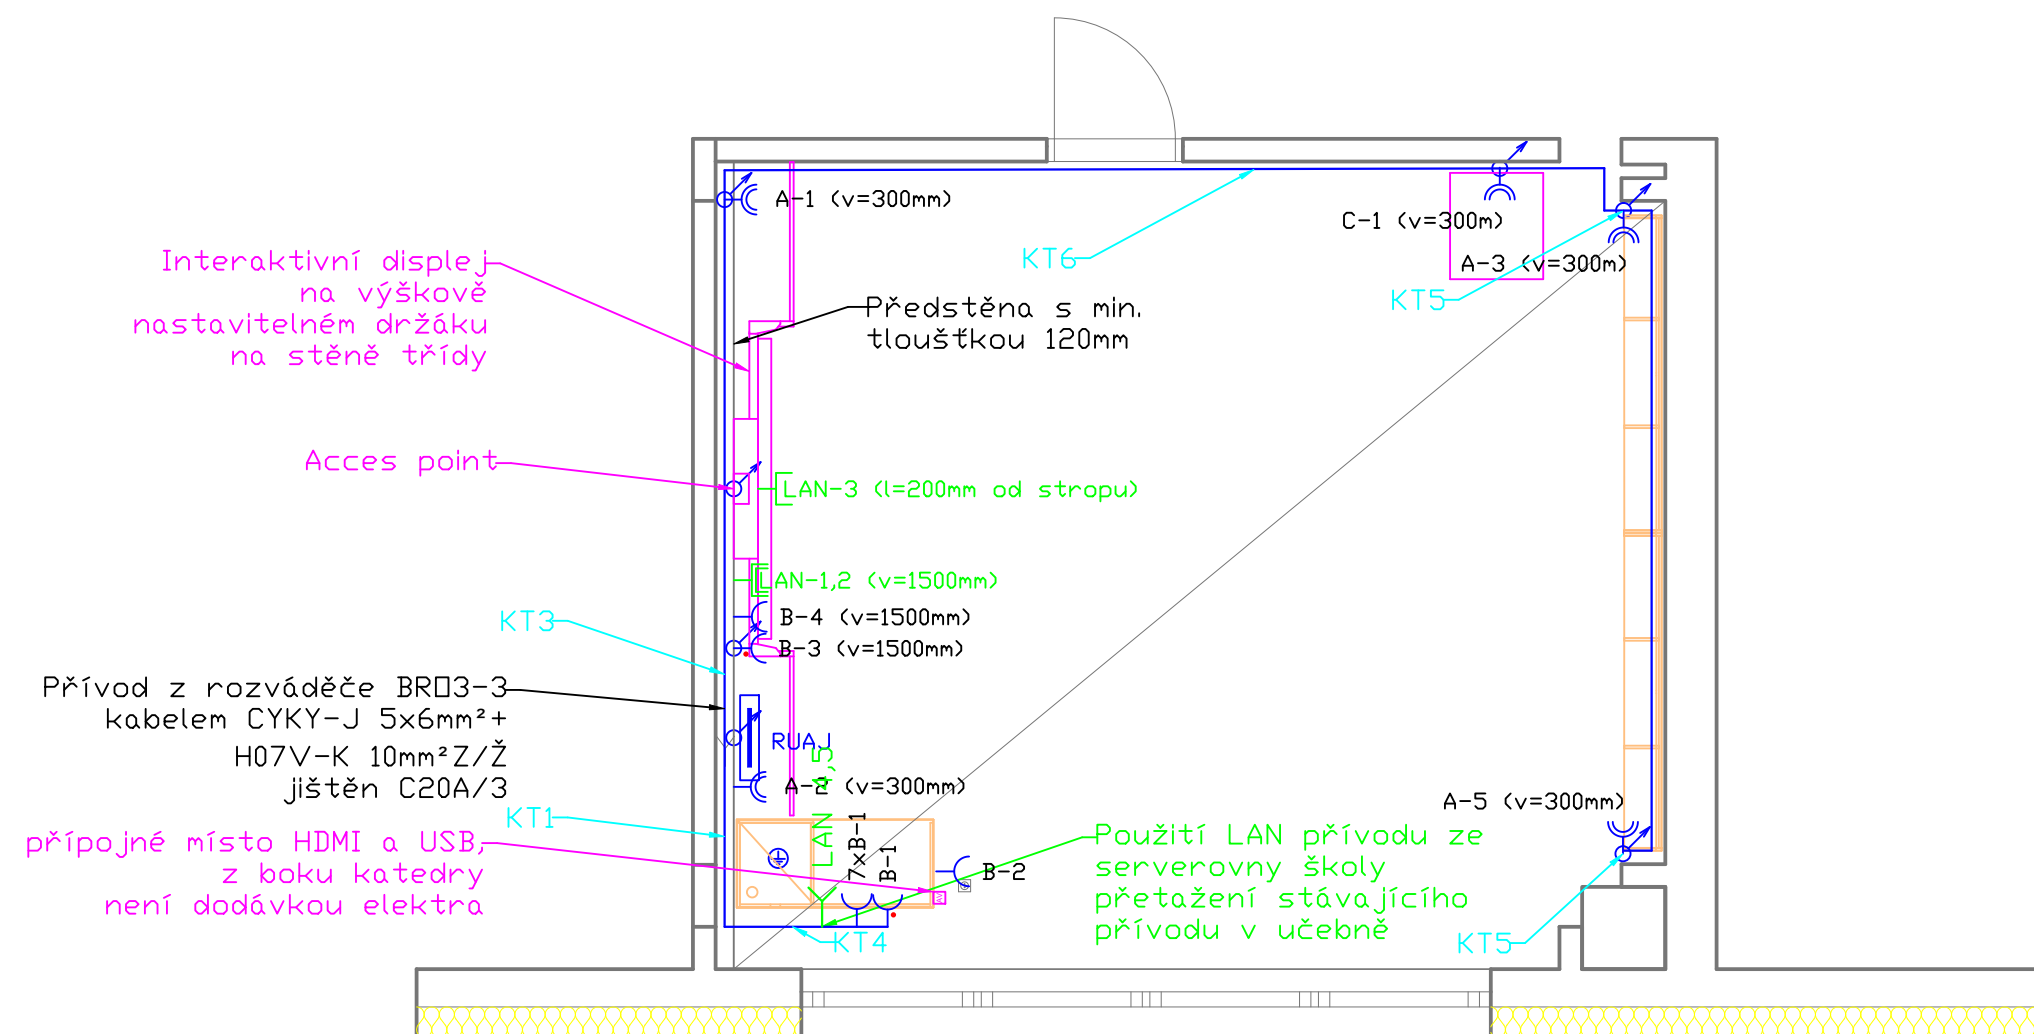 A-1 (v=300mm)
C-1 (v=300m)
KT6
A-3 (v=300m)
KT5
Interaktivní displej
na výškově
nastavitelném držáku
na stěně třídy
Předstěna s min.
tloušťkou 120mm
Acces point
LAN-3 (l=200mm od stropu)
LAN-1,2 (v=1500mm)
KT3
B-4 (v=1500mm)
B-3 (v=1500mm)
Přívod z rozváděče BR□3-3
kabelem CYKY-J 5x6mm²+
H07V-K 10mm²Z/Ž
jištěn C20A/3
RUAJ
A-2 (v=300mm)
LAN 4,5
A-5 (v=300mm)
KT1
přípojné místo HDMI a USB,
z boku katedry
není dodávkou elektra
7xB-1
B-1
B-2
Použití LAN přívodu ze
serverovny školy
přetažení stávajícího
přívodu v učebně
KT4
KT5